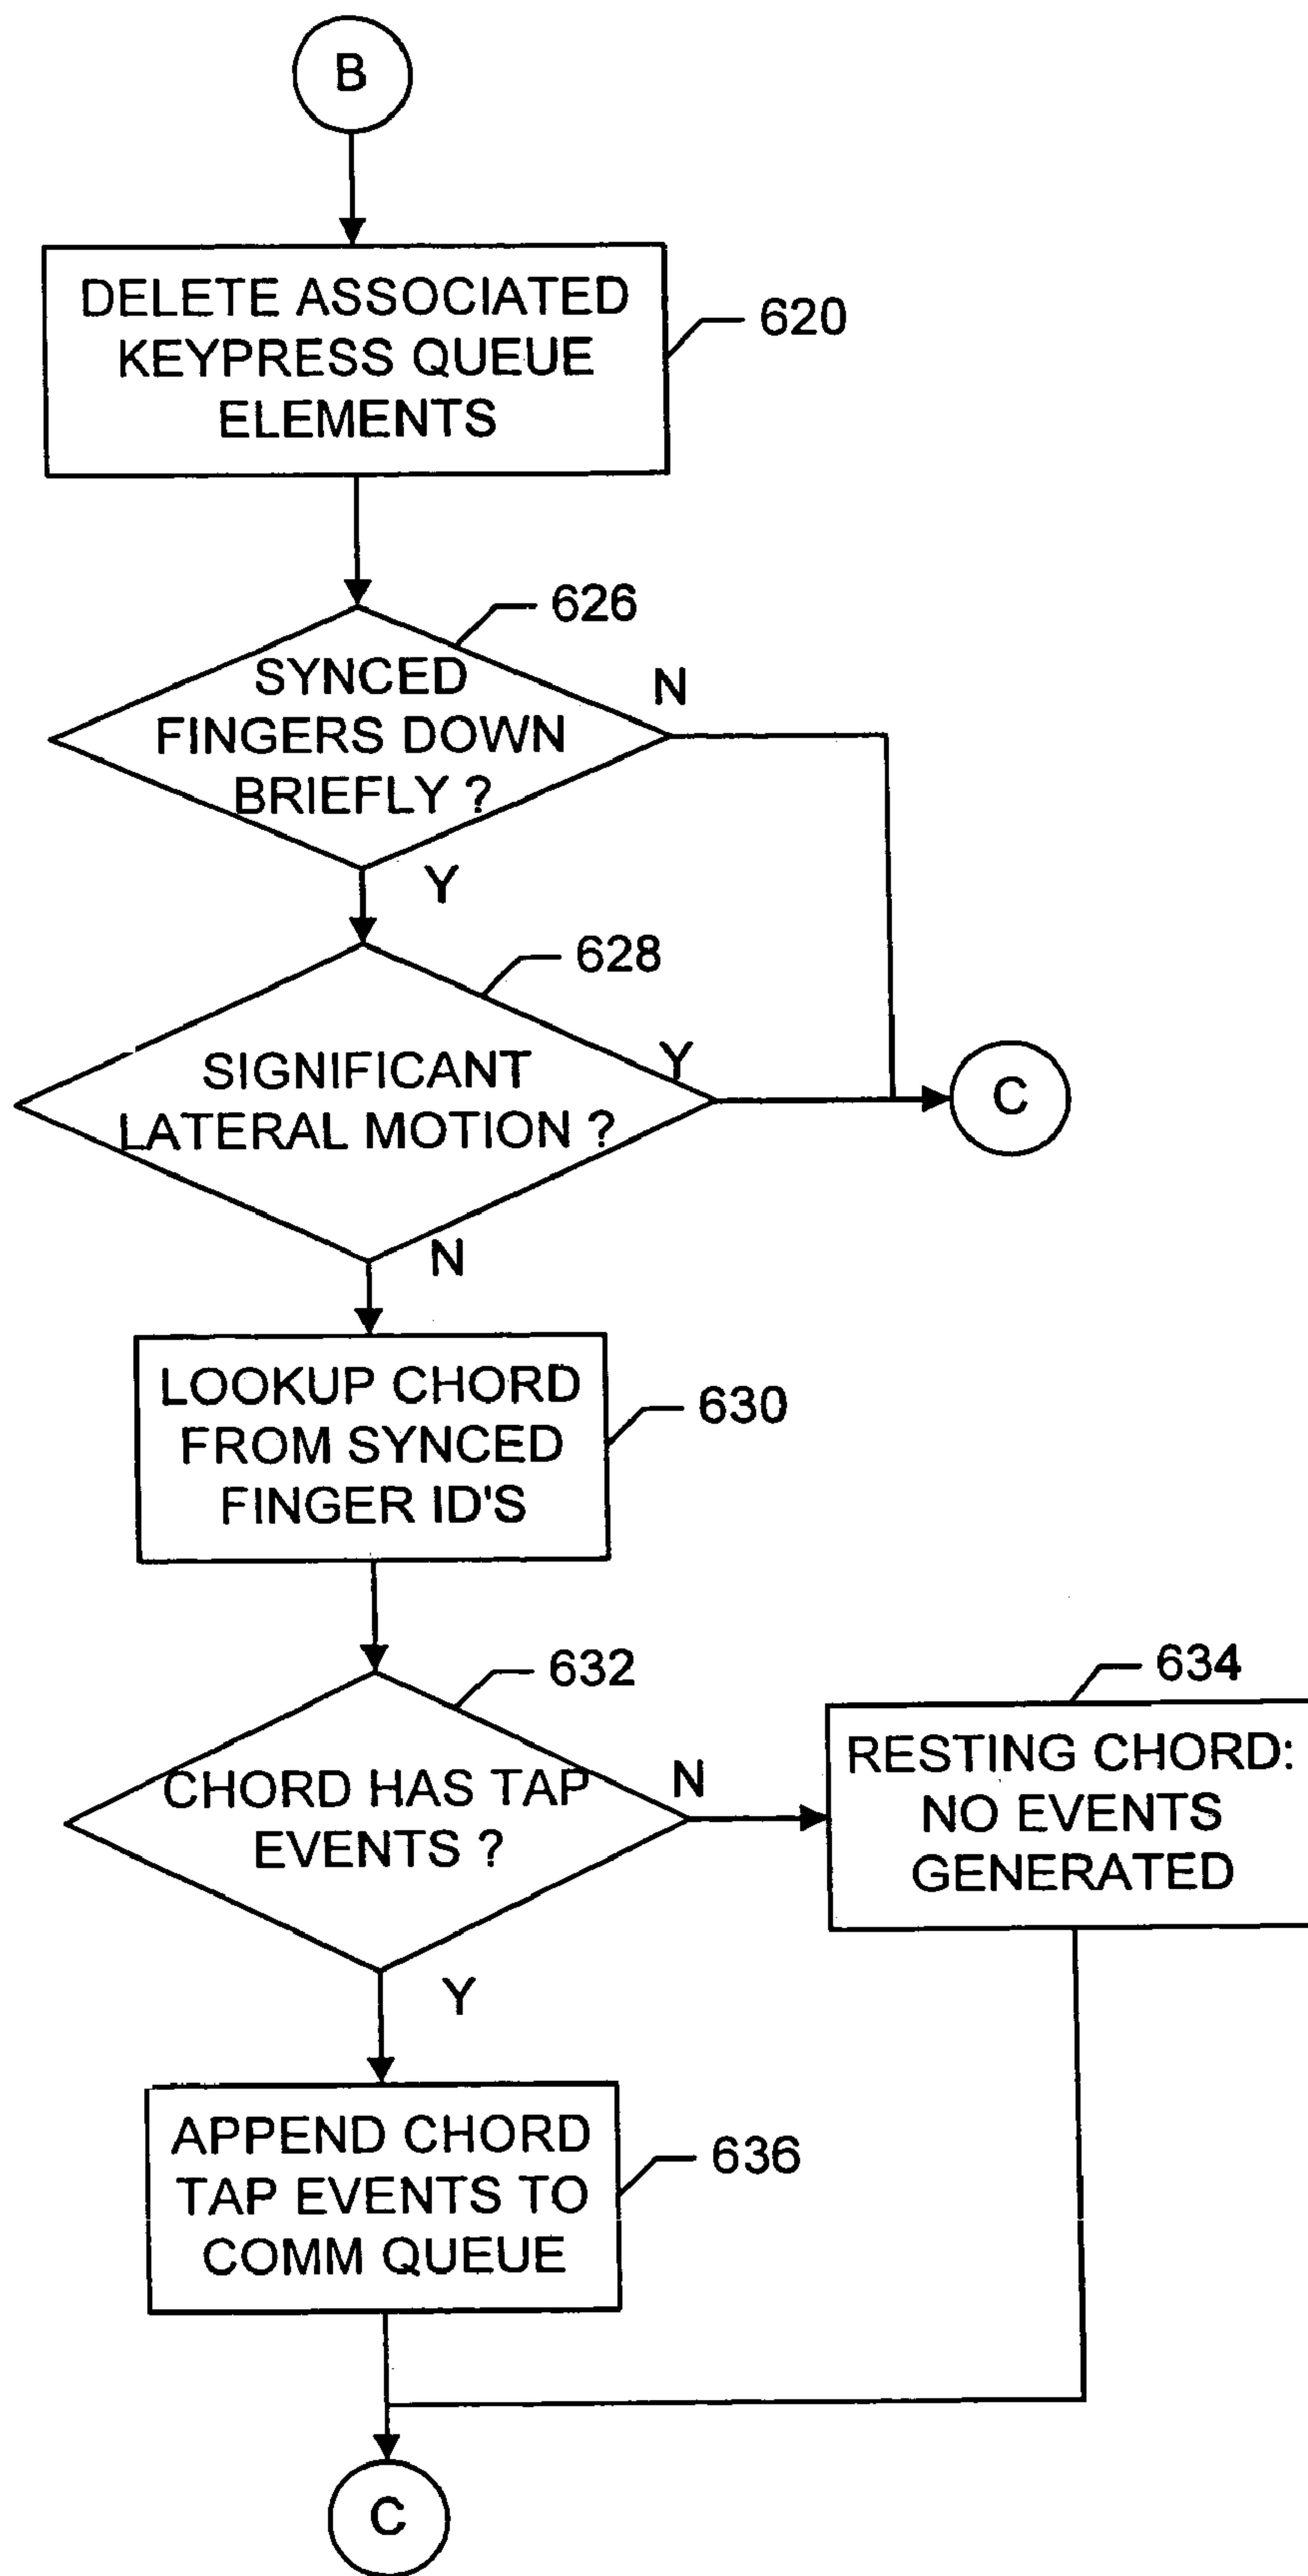 B
DELETE ASSOCIATED
KEYPRESS QUEUE
ELEMENTS
620
626
SYNCED
FINGERS DOWN
BRIEFLY ?
N
Y
628
SIGNIFICANT
LATERAL MOTION ?
Y
C
N
LOOKUP CHORD
FROM SYNCED
FINGER ID'S
630
632
CHORD HAS TAP
EVENTS ?
N
634
RESTING CHORD:
NO EVENTS
GENERATED
Y
APPEND CHORD
TAP EVENTS TO
COMM QUEUE
636
C